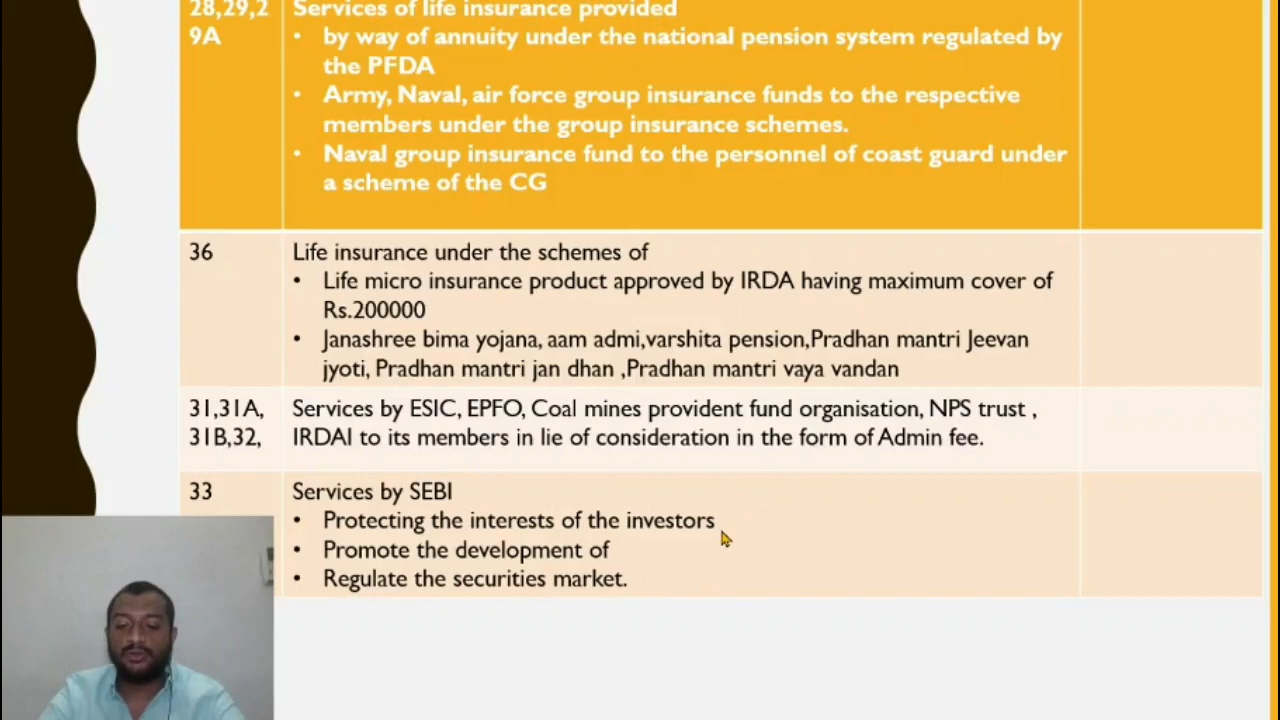 28,29,2
9A
Services of life insurance provided
• by way of annuity under the national pension system regulated by
the PFDA
• Army, Naval, air force group insurance funds to the respective
members under the group insurance schemes.
• Naval group insurance fund to the personnel of coast guard under
a scheme of the CG
36
Life insurance under the schemes of
• Life micro insurance product approved by IRDA having maximum cover of
Rs.200000
• Janashree bima yojana, aam admi,varshita pension,Pradhan mantri Jeevan
jyoti, Pradhan mantri jan dhan ,Pradhan mantri vaya vandan
31,31A,
31B,32,
Services by ESIC, EPFO, Coal mines provident fund organisation, NPS trust ,
IRDAI to its members in lie of consideration in the form of Admin fee.
33
Services by SEBI
• Protecting the interests of the investors
• Promote the development of
• Regulate the securities market.